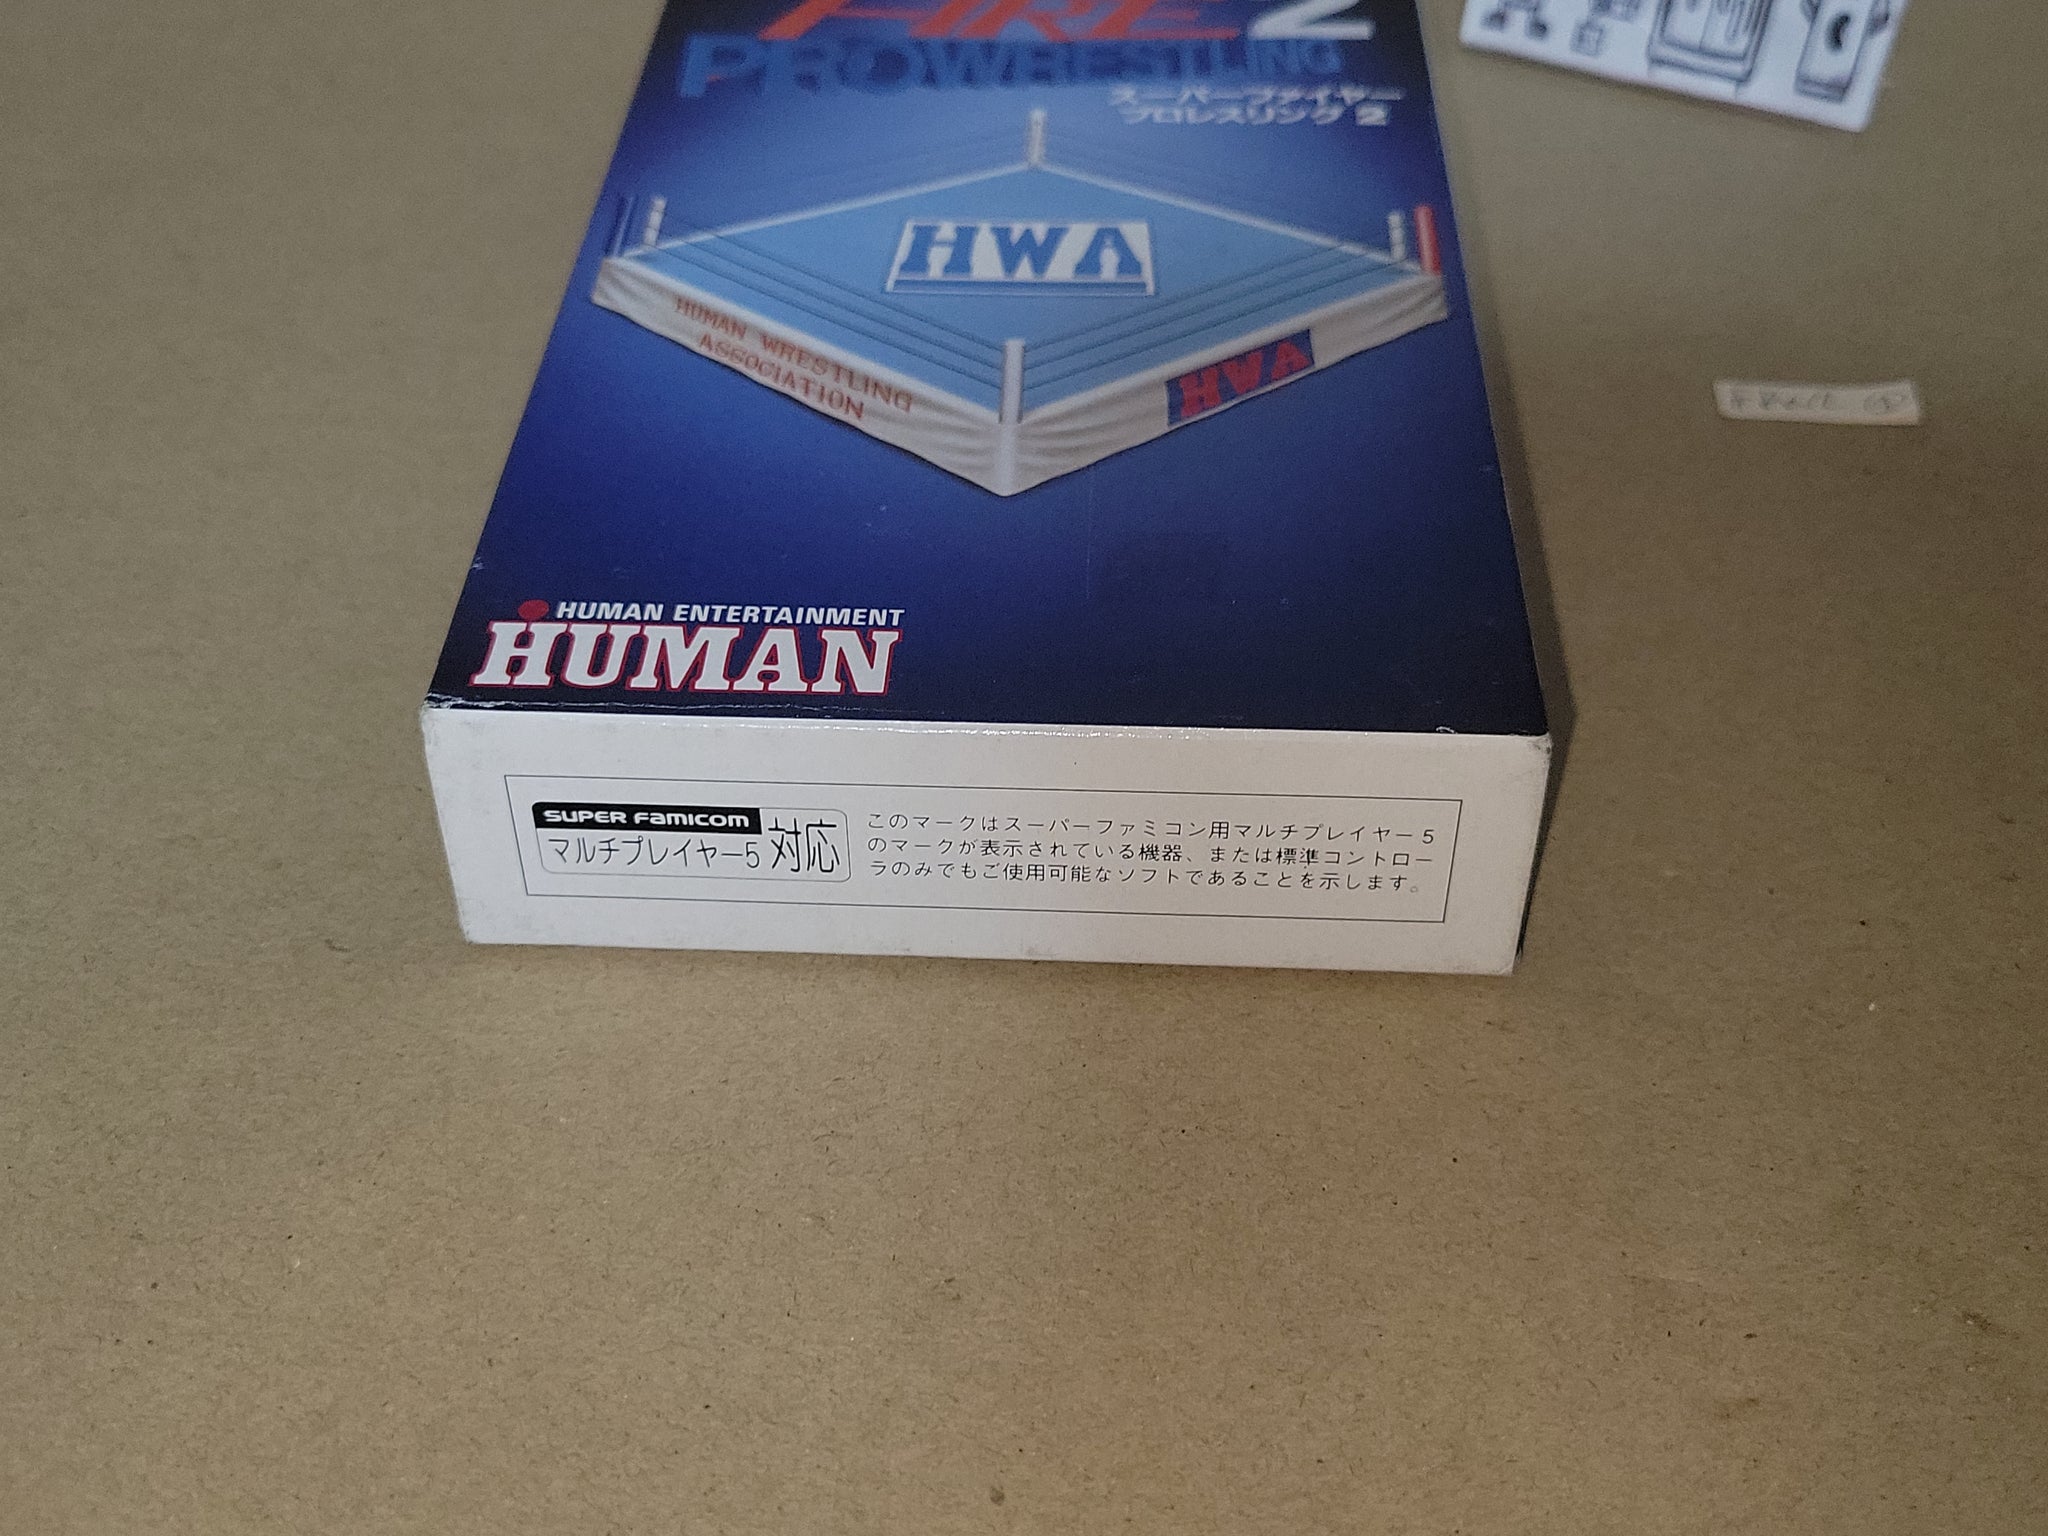 FIRE 2
PROWRESTLING
スーパーファイヤー
プロレスリング 2
HWA
HUMAN WRESTLING
ASSOCIATION
HWA
HUMAN ENTERTAINMENT
HUMAN
SUPER FAMICOM
マルチプレイヤー5 対応
このマークはスーパーファミコン用マルチプレイヤー5
のマークが表示されている機器、または標準コントロー
ラのみでもご使用可能なソフトであることを示します。